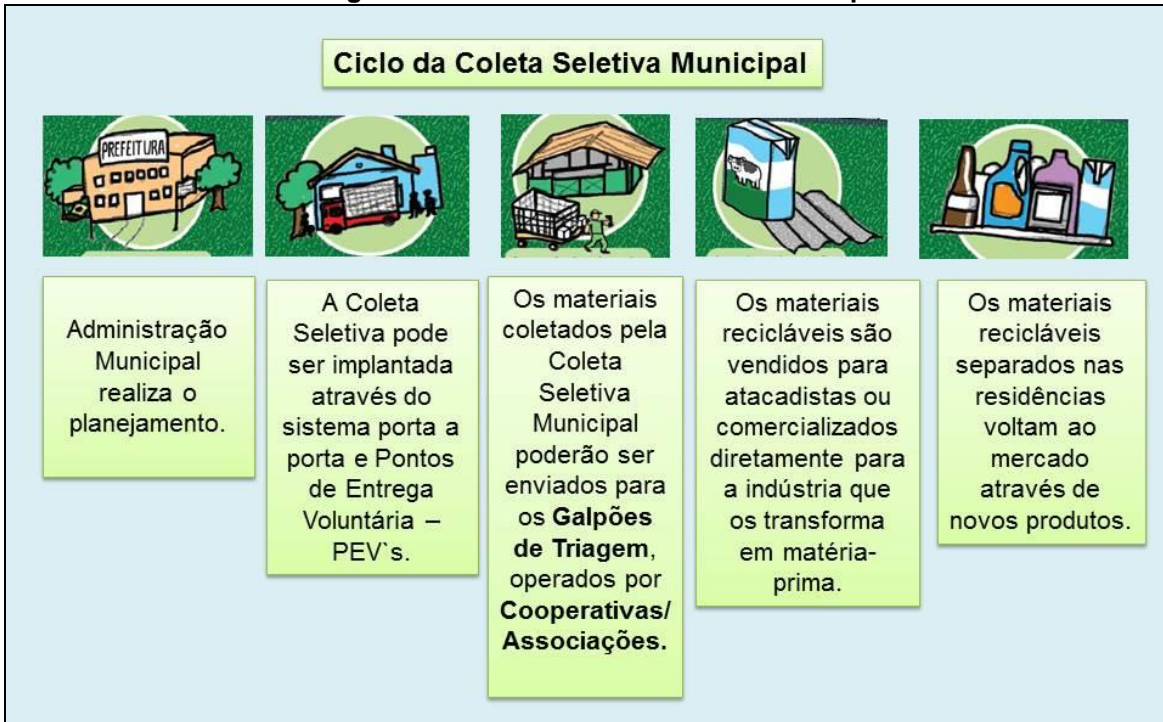 Ciclo da Coleta Seletiva Municipal
PREFEITURA
Administração
Municipal
realiza o
planejamento.
A Coleta
Seletiva pode
ser implantada
através do
sistema porta a
porta e Pontos
de Entrega
Voluntária –
PEV`s.
Os materiais
coletados pela
Coleta
Seletiva
Municipal
poderão ser
enviados para
os Galpões
de Triagem,
operados por
Cooperativas/
Associações.
Os materiais
recicláveis são
vendidos para
atacadistas ou
comercializados
diretamente para
a indústria que
os transforma
em matéria-
prima.
Os materiais
recicláveis
separados nas
residências
voltam ao
mercado
através de
novos produtos.